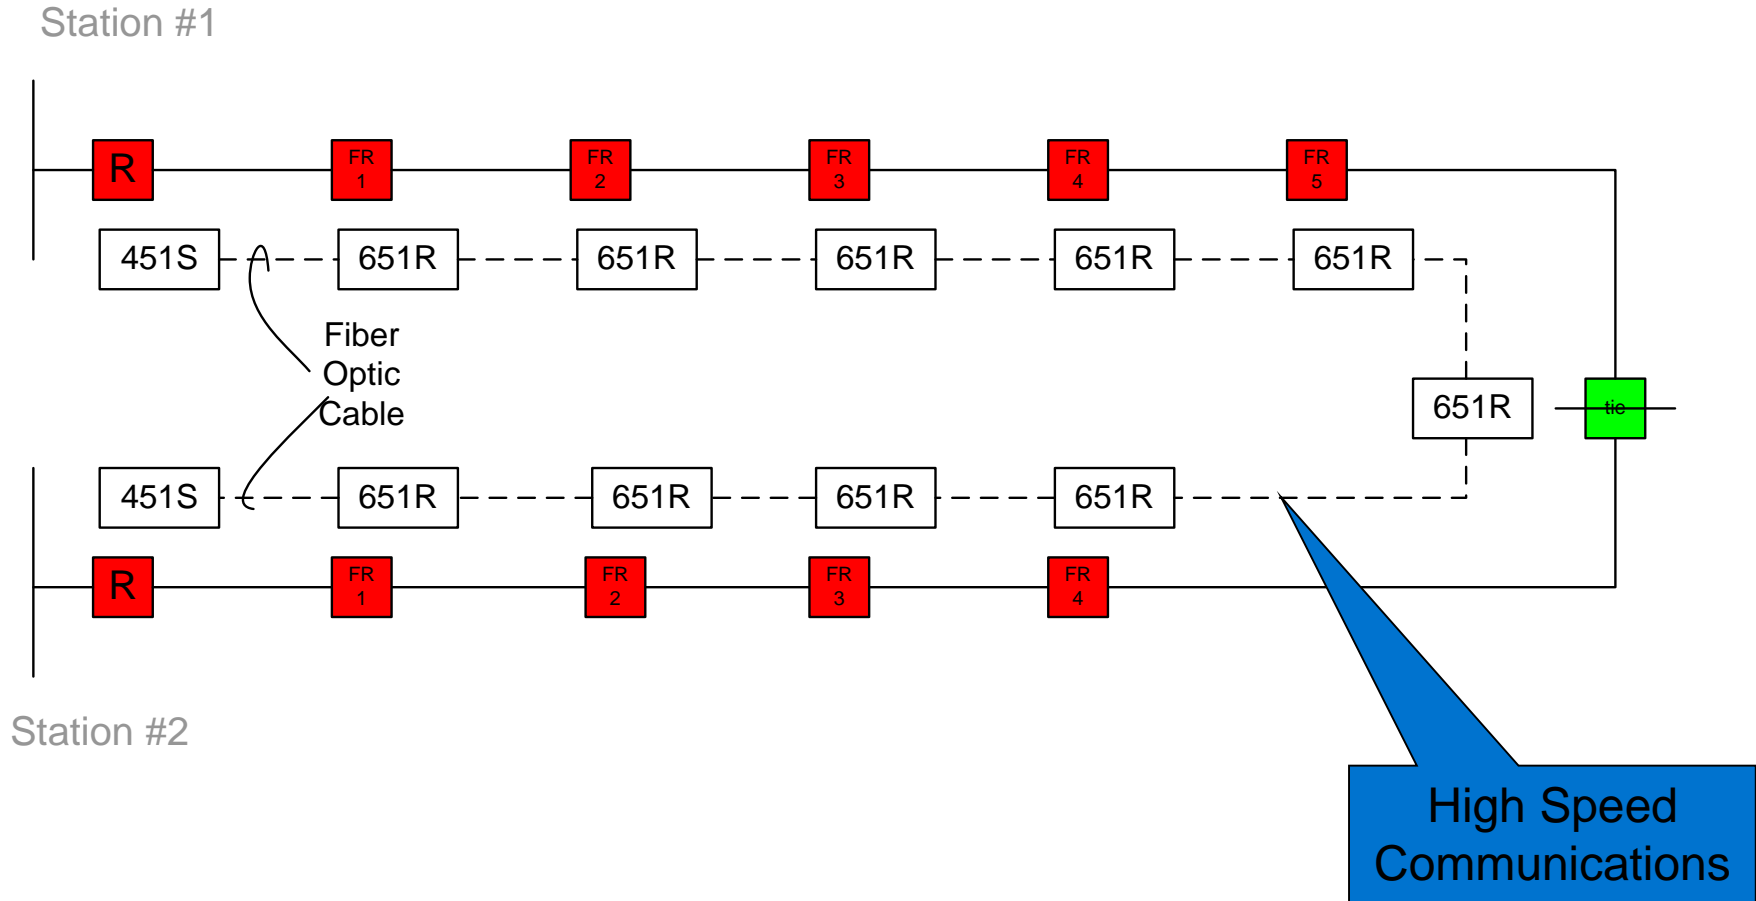 Station #1
R
FR
1
FR
2
FR
3
FR
4
FR
5
451S
651R
651R
651R
651R
651R
Fiber
Optic
Cable
651R
tie
451S
651R
651R
651R
651R
R
FR
1
FR
2
FR
3
FR
4
Station #2
High Speed
Communications